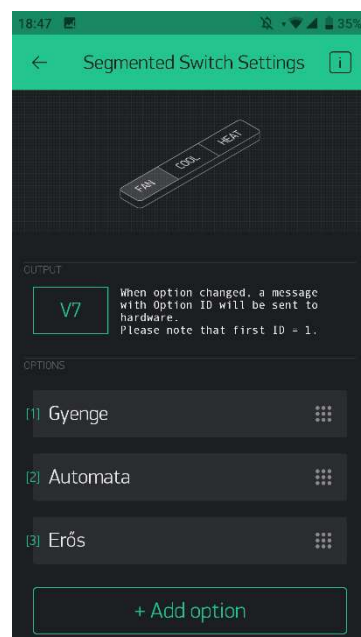 18:47 35%
← Segmented Switch Settings i
FAN COOL HEAT
OUTPUT
V7
When option changed, a message
with Option ID will be sent to
hardware.
Please note that first ID = 1.
OPTIONS
[1] Gyenge
[2] Automata
[3] Erős
+ Add option